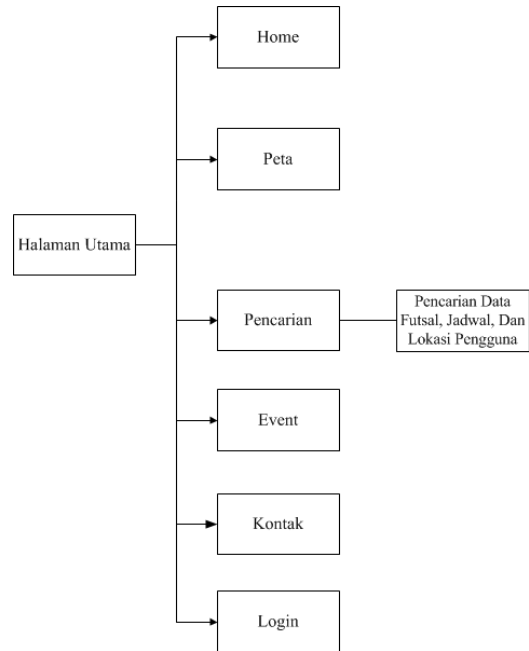 Home
Peta
Halaman Utama
Pencarian
Pencarian Data
Futsal, Jadwal, Dan
Lokasi Pengguna
Event
Kontak
Login